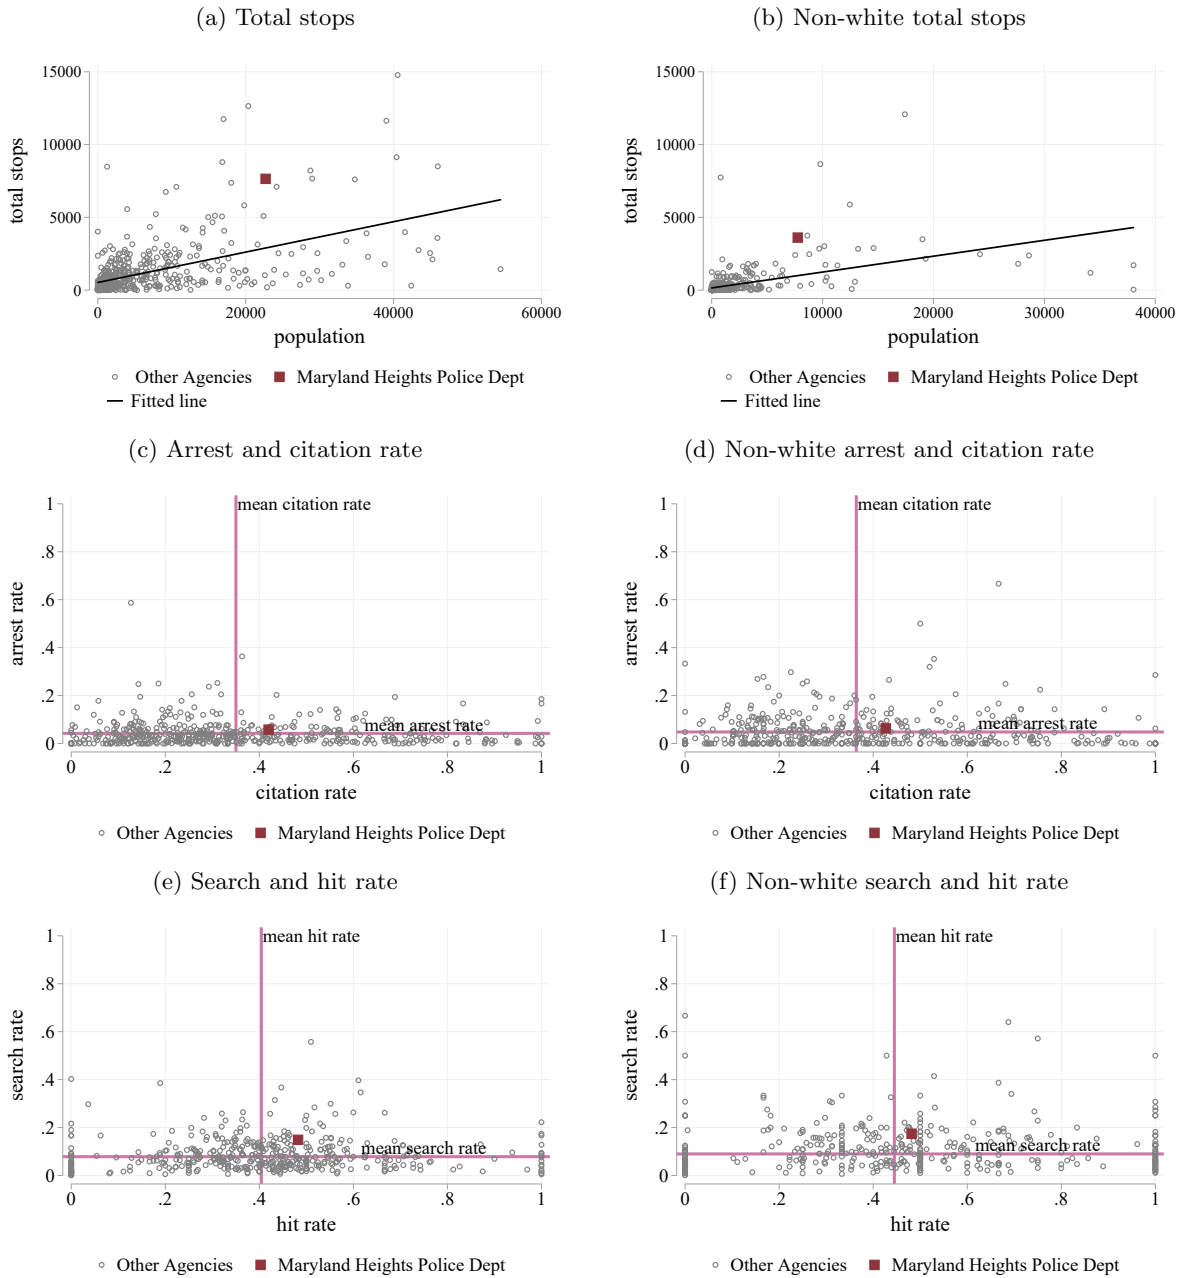 (a) Total stops
15000
10000
5000
0
total stops
0 20000 40000 60000
population
Other Agencies Maryland Heights Police Dept
Fitted line
(b) Non-white total stops
15000
10000
5000
0
total stops
0 10000 20000 30000 40000
population
Other Agencies Maryland Heights Police Dept
Fitted line
(c) Arrest and citation rate
1
.8
.6
.4
.2
0
arrest rate
mean citation rate
mean arrest rate
0 .2 .4 .6 .8 1
citation rate
Other Agencies Maryland Heights Police Dept
(d) Non-white arrest and citation rate
1
.8
.6
.4
.2
0
arrest rate
mean citation rate
mean arrest rate
0 .2 .4 .6 .8 1
citation rate
Other Agencies Maryland Heights Police Dept
(e) Search and hit rate
1
.8
.6
.4
.2
0
search rate
mean hit rate
mean search rate
0 .2 .4 .6 .8 1
hit rate
Other Agencies Maryland Heights Police Dept
(f) Non-white search and hit rate
1
.8
.6
.4
.2
0
search rate
mean hit rate
mean search rate
0 .2 .4 .6 .8 1
hit rate
Other Agencies Maryland Heights Police Dept